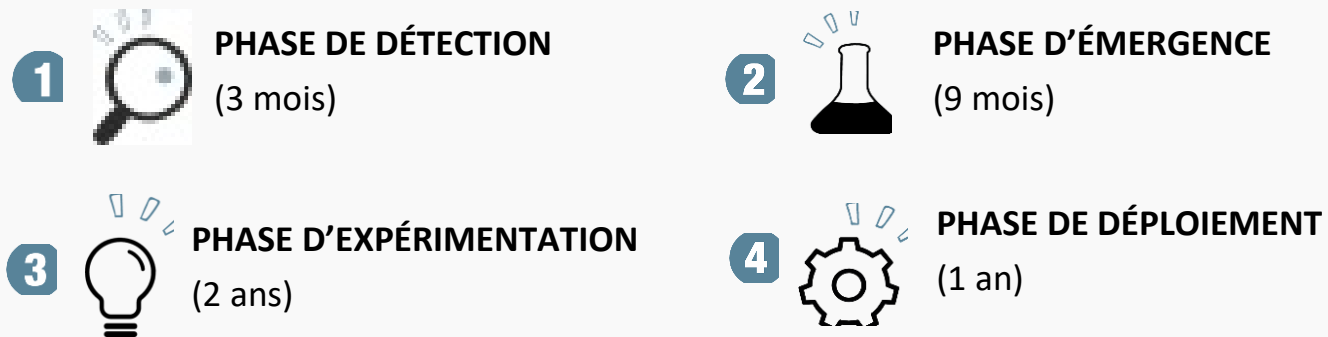 1
PHASE DE DÉTECTION
(3 mois)
2
PHASE D’ÉMERGENCE
(9 mois)
3
PHASE D’EXPÉRIMENTATION
(2 ans)
4
PHASE DE DÉPLOIEMENT
(1 an)